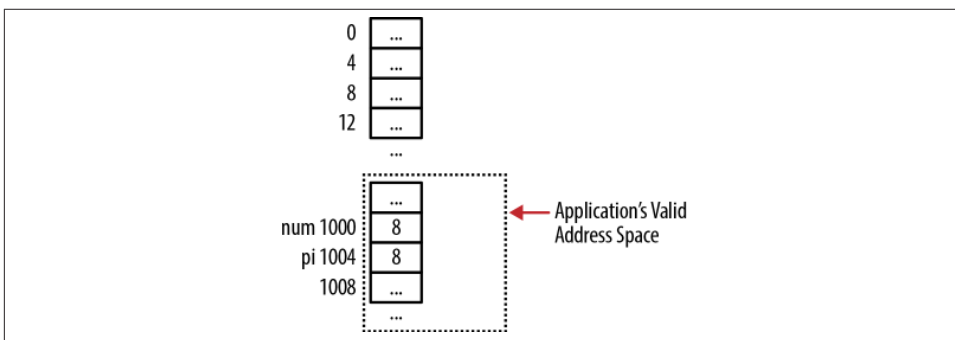 0 ...
4 ...
8 ...
12 ...
...
...
num 1000 8
pi 1004 8
1008 ...
...
Application's Valid
Address Space